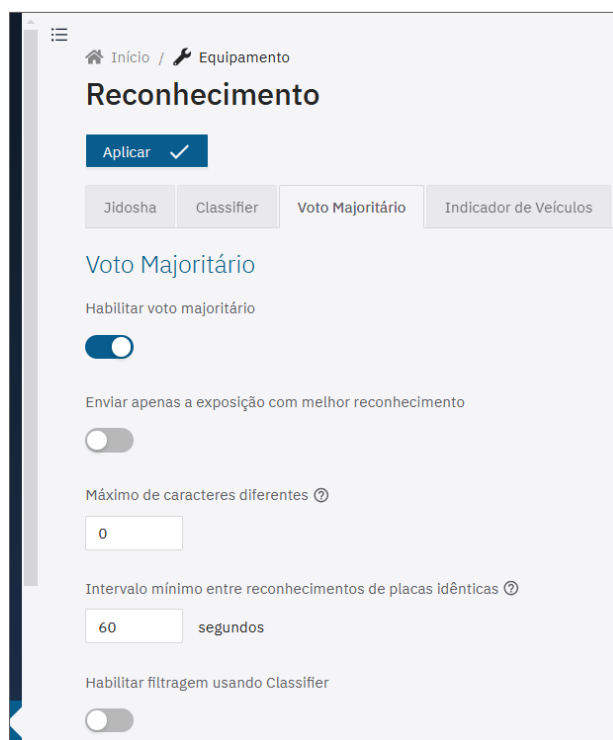 Início / Equipamento
Reconhecimento
Aplicar
Jidosha Classifier Voto Majoritário Indicador de Veículos
Voto Majoritário
Habilitar voto majoritário
Enviar apenas a exposição com melhor reconhecimento
Máximo de caracteres diferentes
0
Intervalo mínimo entre reconhecimentos de placas idênticas
60 segundos
Habilitar filtragem usando Classifier